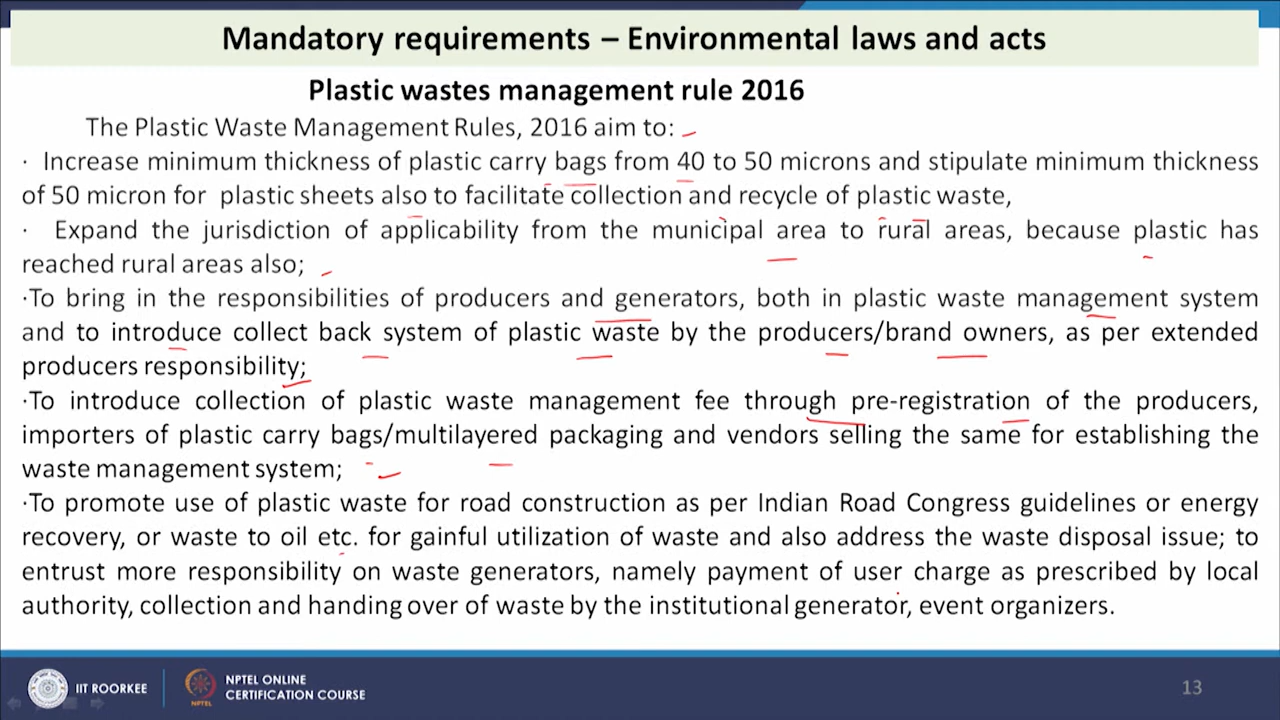 Mandatory requirements – Environmental laws and acts
Plastic wastes management rule 2016
The Plastic Waste Management Rules, 2016 aim to:
· Increase minimum thickness of plastic carry bags from 40 to 50 microns and stipulate minimum thickness
of 50 micron for plastic sheets also to facilitate collection and recycle of plastic waste,
· Expand the jurisdiction of applicability from the municipal area to rural areas, because plastic has
reached rural areas also;
·To bring in the responsibilities of producers and generators, both in plastic waste management system
and to introduce collect back system of plastic waste by the producers/brand owners, as per extended
producers responsibility;
·To introduce collection of plastic waste management fee through pre-registration of the producers,
importers of plastic carry bags/multilayered packaging and vendors selling the same for establishing the
waste management system;
·To promote use of plastic waste for road construction as per Indian Road Congress guidelines or energy
recovery, or waste to oil etc. for gainful utilization of waste and also address the waste disposal issue; to
entrust more responsibility on waste generators, namely payment of user charge as prescribed by local
authority, collection and handing over of waste by the institutional generator, event organizers.
IIT ROORKEE
NPTEL
NPTEL ONLINE
CERTIFICATION COURSE
13